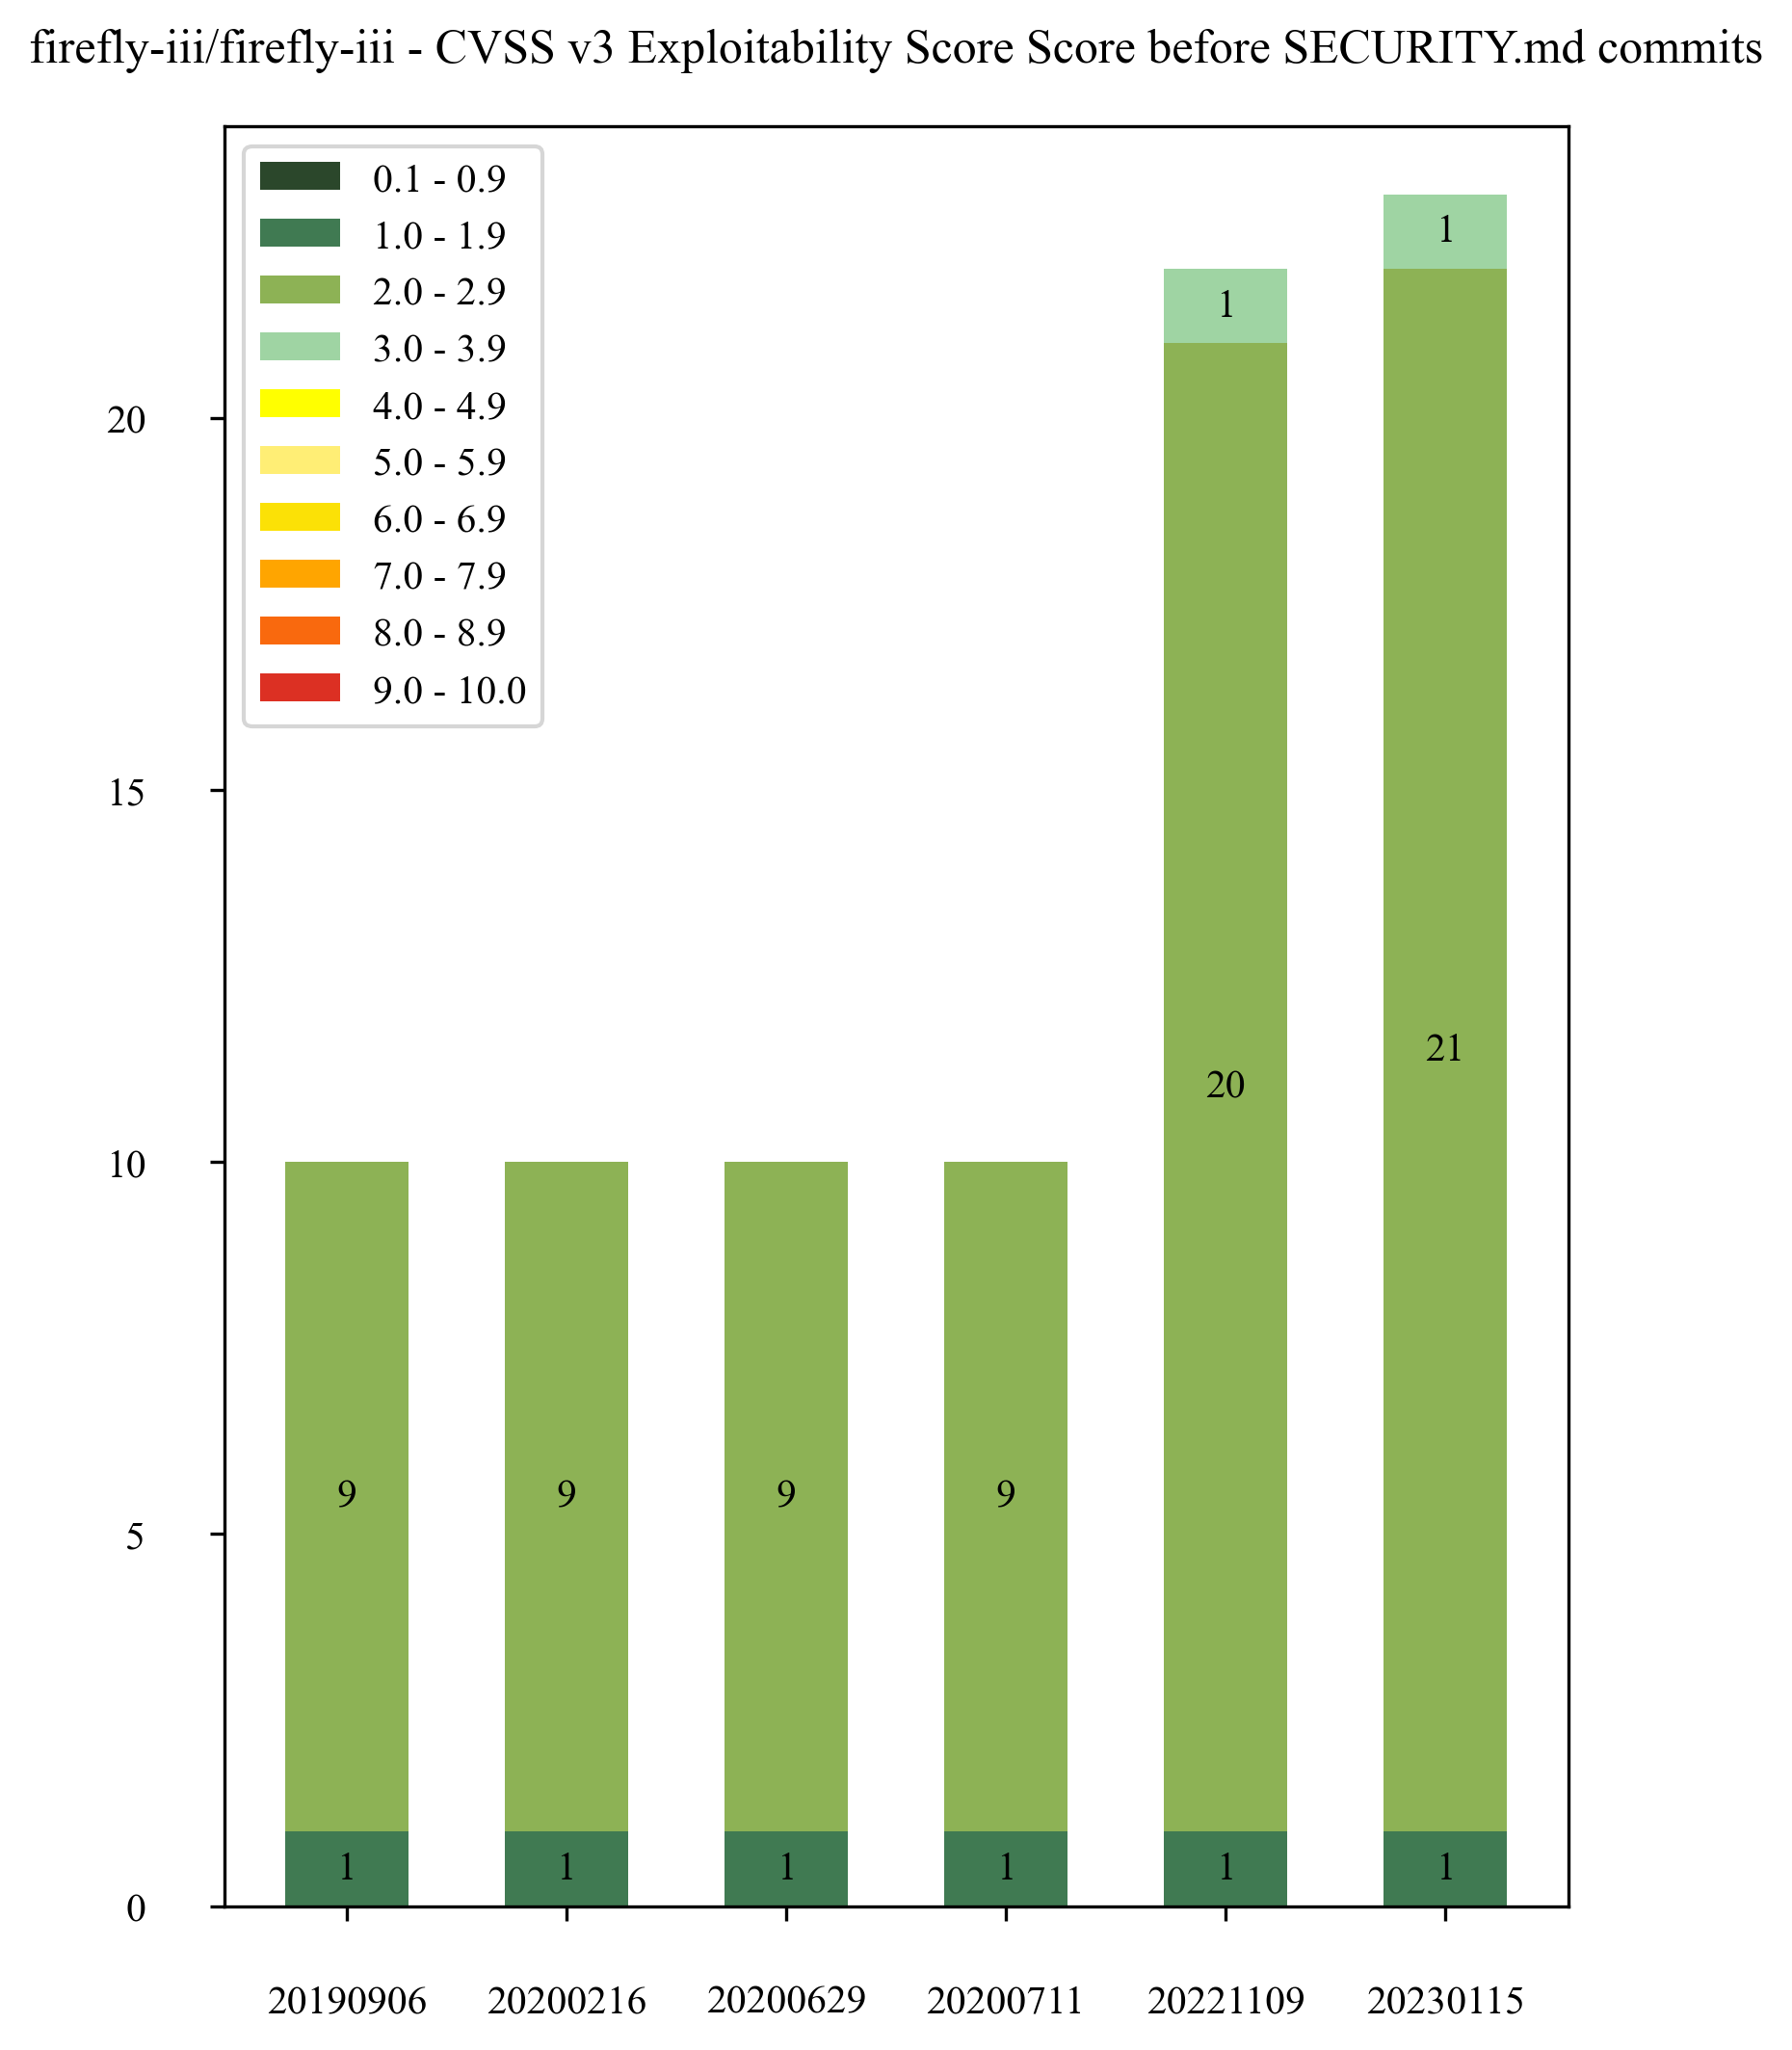 firefly-iii/firefly-iii - CVSS v3 Exploitability Score Score before SECURITY.md commits
0.1 - 0.9
1.0 - 1.9
2.0 - 2.9
3.0 - 3.9
4.0 - 4.9
5.0 - 5.9
6.0 - 6.9
7.0 - 7.9
8.0 - 8.9
9.0 - 10.0
1
1
20
15
21
20
10
9 9 9 9
5
1 1 1 1 1 1
0
20190906 20200216 20200629 20200711 20221109 20230115